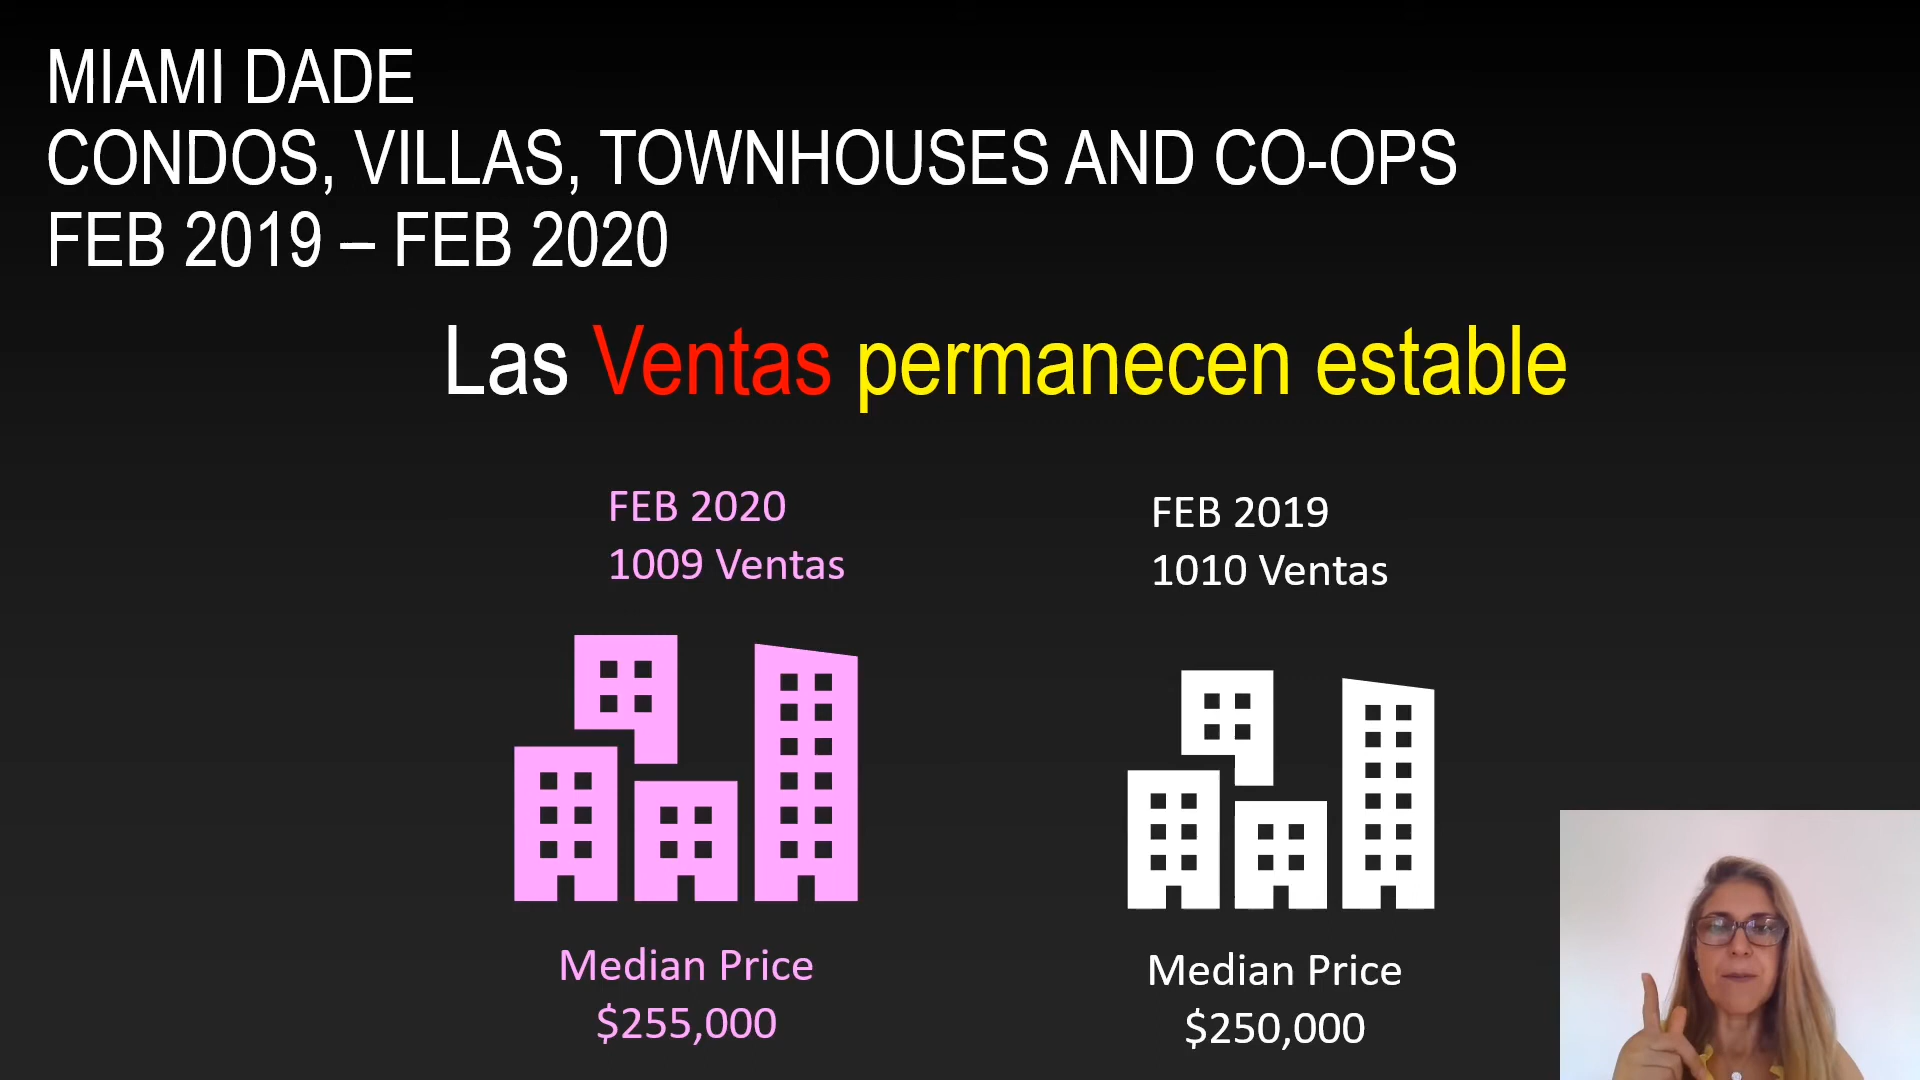 MIAMI DADE
CONDOS, VILLAS, TOWNHOUSES AND CO-OPS
FEB 2019 – FEB 2020
Las Ventas permanecen estable
FEB 2020
1009 Ventas
FEB 2019
1010 Ventas
Median Price
$255,000
Median Price
$250,000